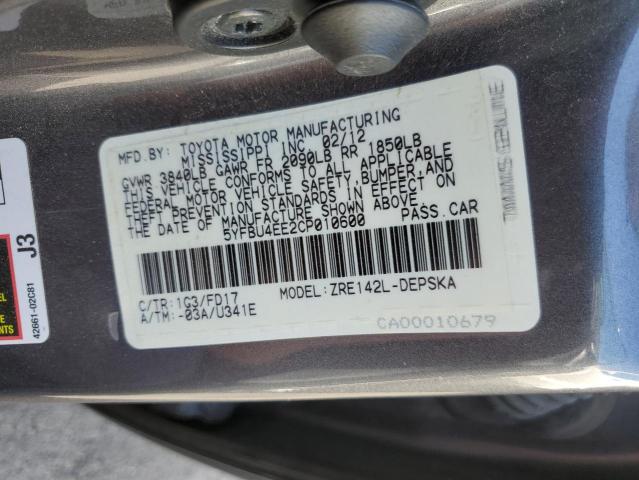 MFD.BY: TOYOTA MOTOR MANUFACTURING
MISSISSIPPI INC 02/12
GVWR 3840LB GAWR FR 2090LB RR 1850LB
THIS VEHICLE CONFORMS TO ALL APPLICABLE
FEDERAL MOTOR VEHICLE SAFETY, BUMPER, AND
THEFT PREVENTION STANDARDS IN EFFECT ON
THE DATE OF MANUFACTURE SHOWN ABOVE.
5YFBU4EE2CP010600 PASS.CAR
C/TR:1G3/FD17 MODEL:ZRE142L-DEPSKA
A/TM:-03A/U341E
CA00010679
J3
42661-02C81